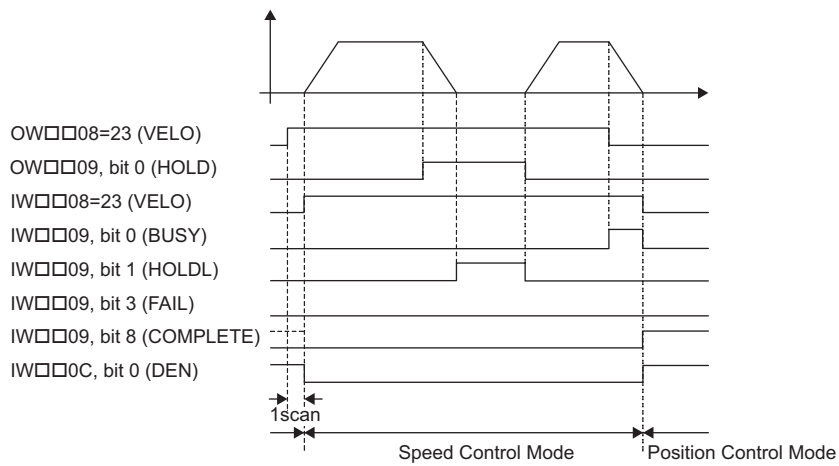 OW□□08=23 (VELO)
OW□□09, bit 0 (HOLD)
IW□□08=23 (VELO)
IW□□09, bit 0 (BUSY)
IW□□09, bit 1 (HOLDL)
IW□□09, bit 3 (FAIL)
IW□□09, bit 8 (COMPLETE)
IW□□0C, bit 0 (DEN)
1scan
Speed Control Mode
Position Control Mode